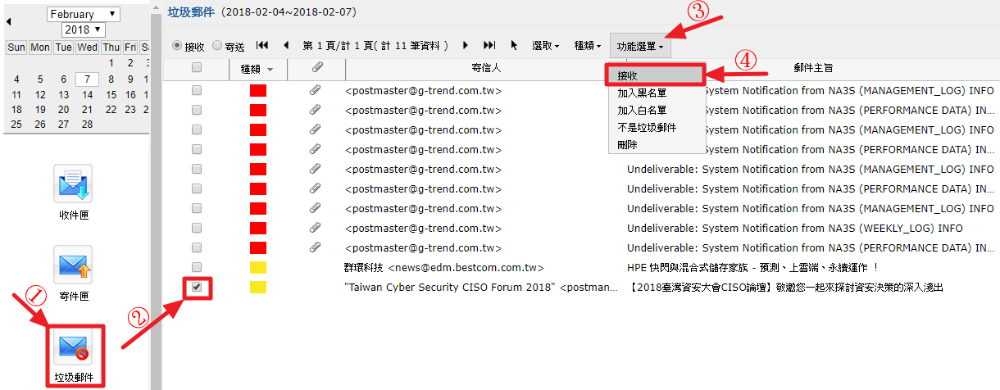 February
2018
Sun Mon Tue Wed Thu Fri Sa
1 2 3
4 5 6 7 8 9 1
11 12 13 14 15 16 1
18 19 20 21 22 23 2
25 26 27 28
收件匣
寄件匣
①
垃圾郵件
②
垃圾郵件 (2018-02-04~2018-02-07)
③
接收 寄送 第 1 頁/計 1 頁( 計 11 筆資料 ) 選取 種類 功能選單
④
種類 寄信人 郵件主旨
接收
加入黑名單
加入白名單
不是垃圾郵件
刪除
<postmaster@g-trend.com.tw> System Notification from NA3S (MANAGEMENT_LOG) INFO
<postmaster@g-trend.com.tw> System Notification from NA3S (PERFORMANCE DATA) IN...
<postmaster@g-trend.com.tw> System Notification from NA3S (MANAGEMENT_LOG) INFO
<postmaster@g-trend.com.tw> System Notification from NA3S (PERFORMANCE DATA) IN...
<postmaster@g-trend.com.tw> Undeliverable: System Notification from NA3S (MANAGEMENT_LOG) INFO
<postmaster@g-trend.com.tw> Undeliverable: System Notification from NA3S (PERFORMANCE DATA) IN...
<postmaster@g-trend.com.tw> Undeliverable: System Notification from NA3S (MANAGEMENT_LOG) INFO
<postmaster@g-trend.com.tw> Undeliverable: System Notification from NA3S (WEEKLY_LOG) INFO
<postmaster@g-trend.com.tw> Undeliverable: System Notification from NA3S (PERFORMANCE DATA) IN...
群環科技 <news@edm.bestcom.com.tw> HPE 快閃與混合式儲存家族 - 預測、上雲端、永續運作 ！
"Taiwan Cyber Security CISO Forum 2018" <postman... 【2018臺灣資安大會CISO論壇】敬邀您一起來探討資安決策的深入淺出